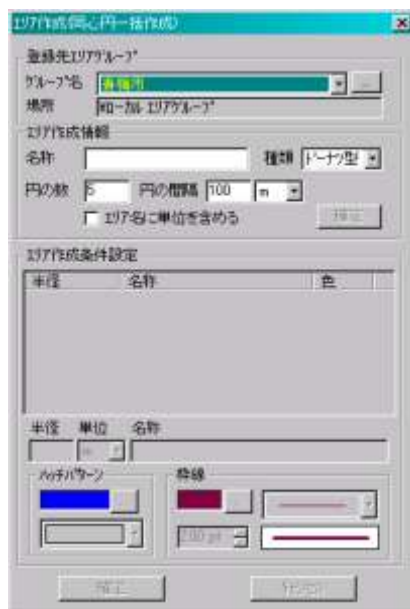 ｴﾘｱ作成(同心円一括作成)
登録先ｴﾘｱｸﾞﾙｰﾌﾟ
ｸﾞﾙｰﾌﾟ名
...
場所
¥ﾛｰｶﾙ ｴﾘｱｸﾞﾙｰﾌﾟ
ｴﾘｱ作成情報
名称 種類 ﾄﾞｰﾅﾂ型
円の数 5 円の間隔 100 m
ｴﾘｱ名に単位を含める
ｴﾘｱ作成条件設定
半径 名称 色
半径 単位 名称
m
ﾊｯﾁﾊﾟﾀｰﾝ 枠線
2.00 pt
ｷｬﾝｾﾙ